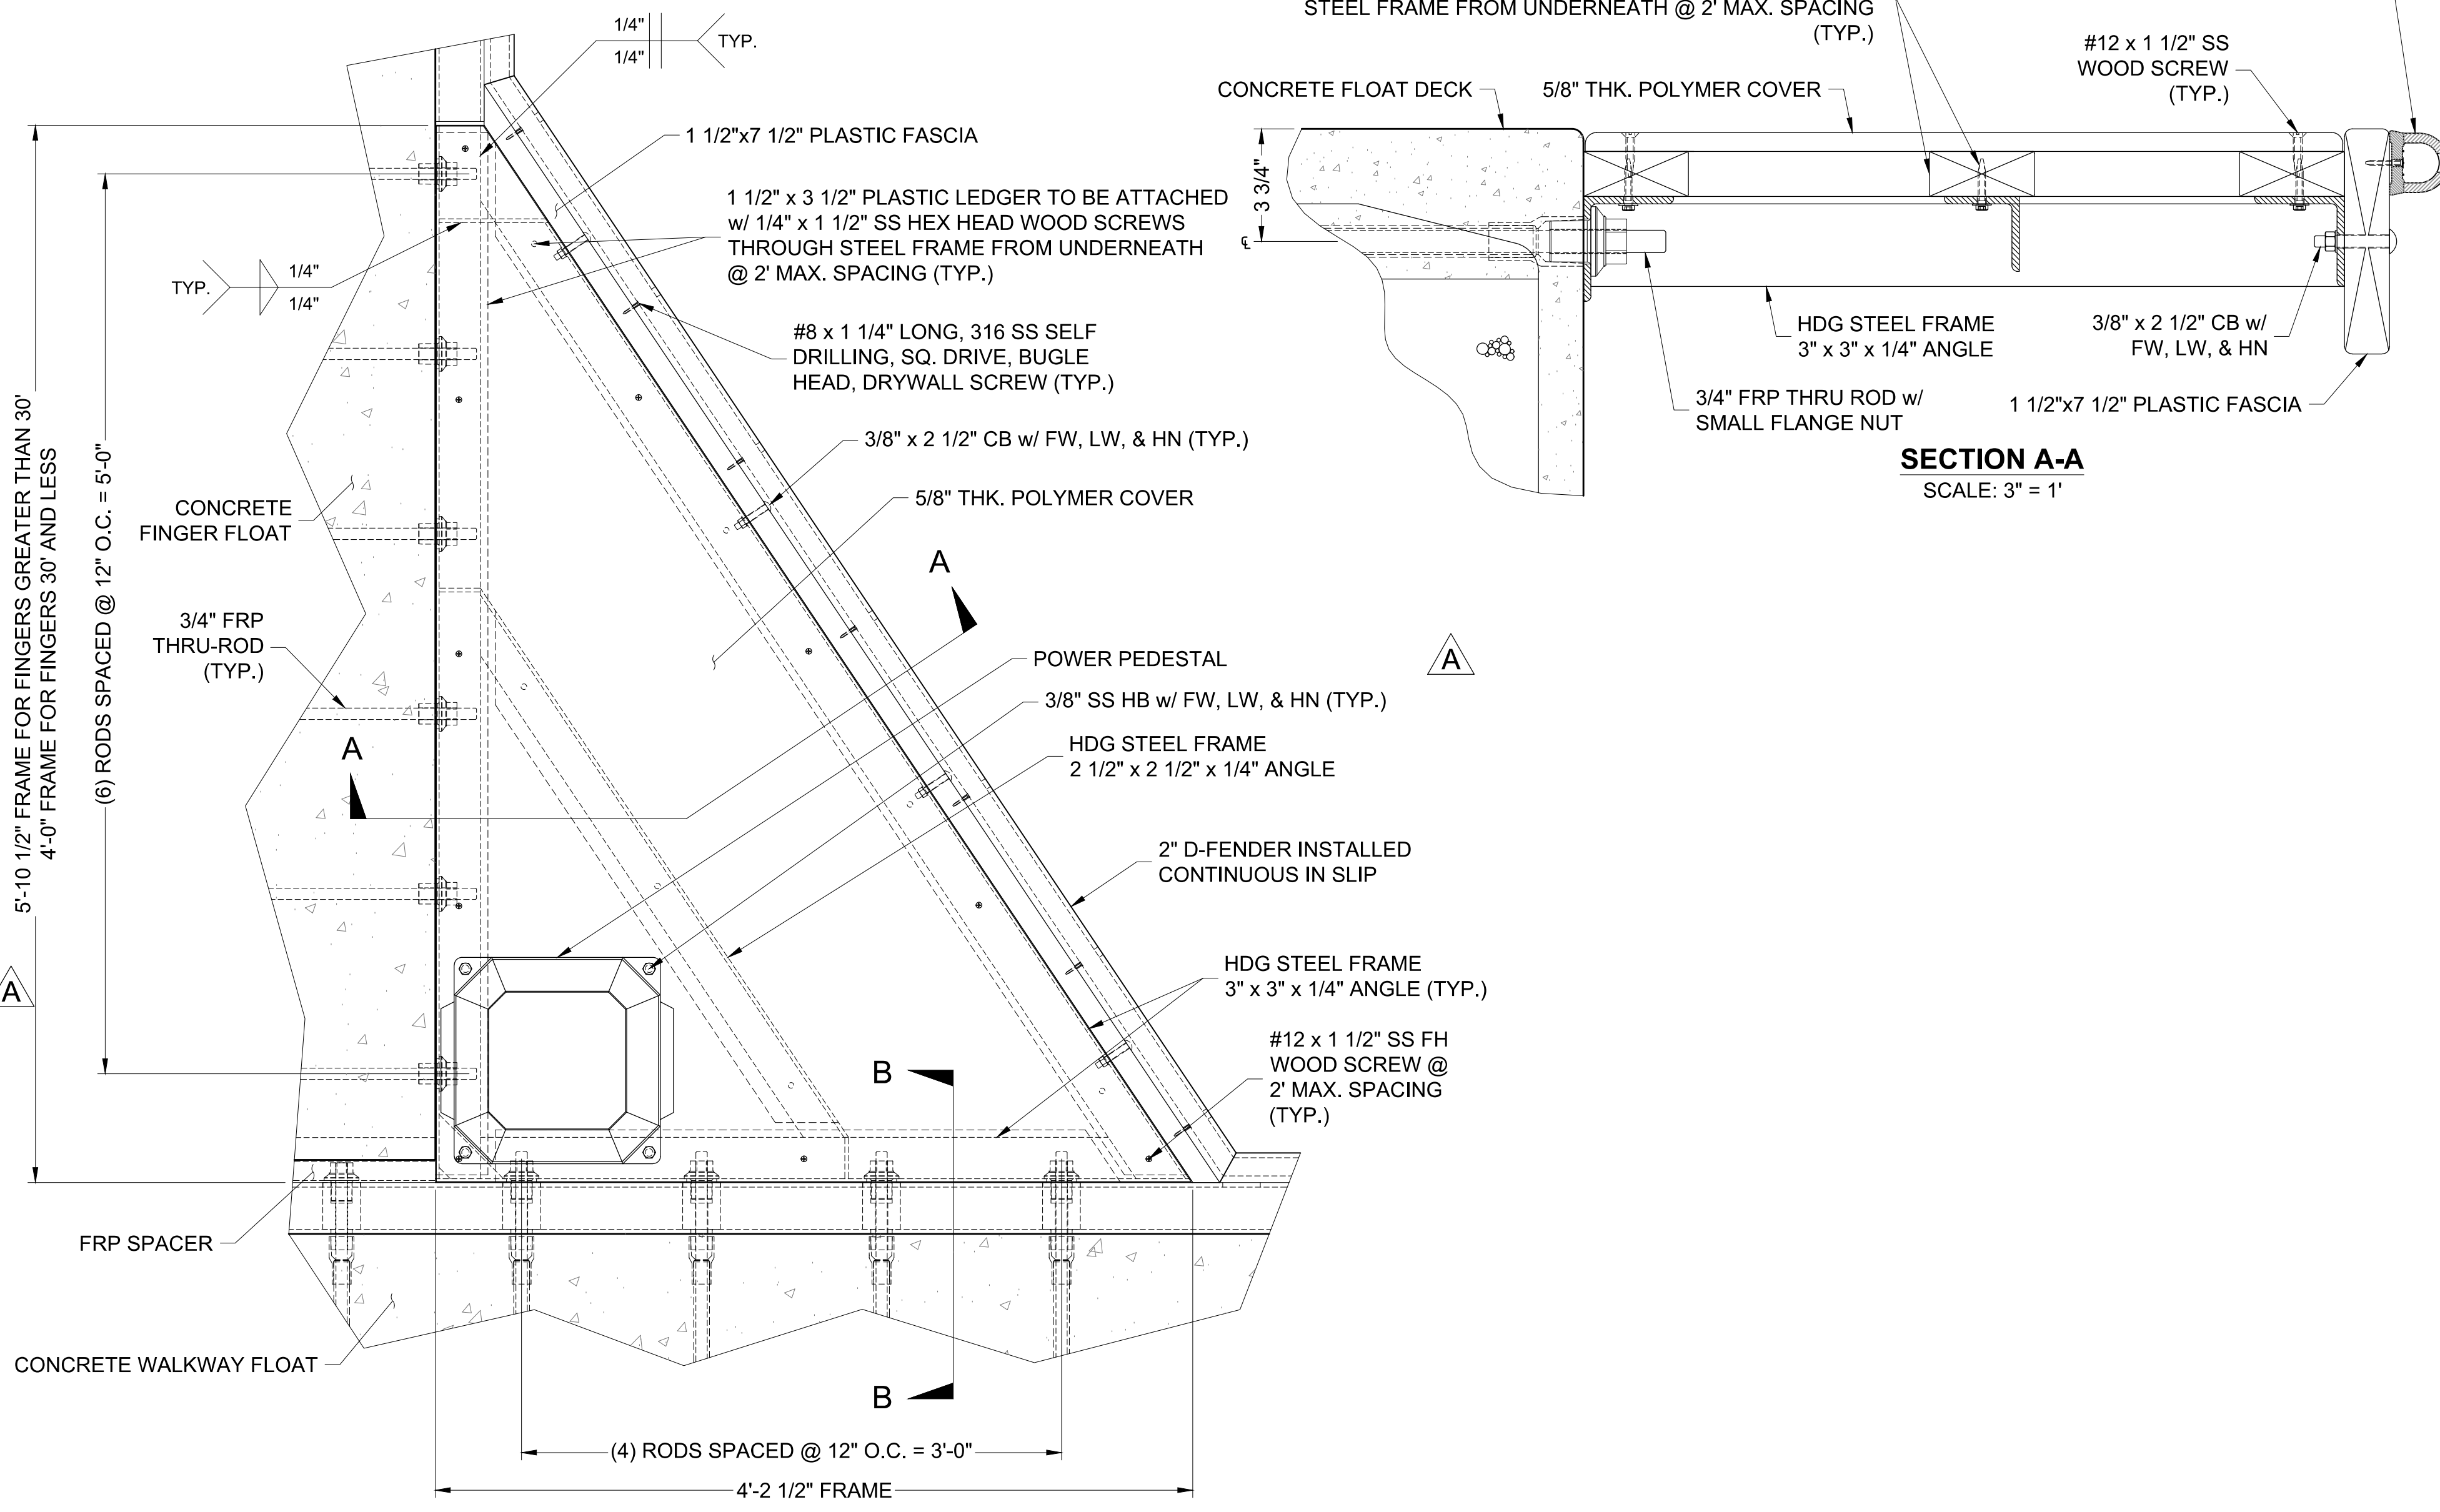 1/4"
1/4"
TYP.
1 1/2"x7 1/2" PLASTIC FASCIA
1 1/2" x 3 1/2" PLASTIC LEDGER TO BE ATTACHED
w/ 1/4" x 1 1/2" SS HEX HEAD WOOD SCREWS
THROUGH STEEL FRAME FROM UNDERNEATH
@ 2' MAX. SPACING (TYP.)
TYP.
1/4"
1/4"
#8 x 1 1/4" LONG, 316 SS SELF
DRILLING, SQ. DRIVE, BUGLE
HEAD, DRYWALL SCREW (TYP.)
3/8" x 2 1/2" CB w/ FW, LW, & HN (TYP.)
5/8" THK. POLYMER COVER
5'-10 1/2" FRAME FOR FINGERS GREATER THAN 30'
4'-0" FRAME FOR FINGERS 30' AND LESS
(6) RODS SPACED @ 12" O.C. = 5'-0"
CONCRETE
FINGER FLOAT
3/4" FRP
THRU-ROD
(TYP.)
A
A
POWER PEDESTAL
3/8" SS HB w/ FW, LW, & HN (TYP.)
HDG STEEL FRAME
2 1/2" x 2 1/2" x 1/4" ANGLE
A
2" D-FENDER INSTALLED
CONTINUOUS IN SLIP
HDG STEEL FRAME
3" x 3" x 1/4" ANGLE (TYP.)
#12 x 1 1/2" SS FH
WOOD SCREW @
2' MAX. SPACING
(TYP.)
A
B
B
FRP SPACER
CONCRETE WALKWAY FLOAT
(4) RODS SPACED @ 12" O.C. = 3'-0"
4'-2 1/2" FRAME
STEEL FRAME FROM UNDERNEATH @ 2' MAX. SPACING
(TYP.)
#12 x 1 1/2" SS
WOOD SCREW
(TYP.)
CONCRETE FLOAT DECK
5/8" THK. POLYMER COVER
3 3/4"
℄
HDG STEEL FRAME
3" x 3" x 1/4" ANGLE
3/8" x 2 1/2" CB w/
FW, LW, & HN
3/4" FRP THRU ROD w/
SMALL FLANGE NUT
1 1/2"x7 1/2" PLASTIC FASCIA
SECTION A-A
SCALE: 3" = 1'